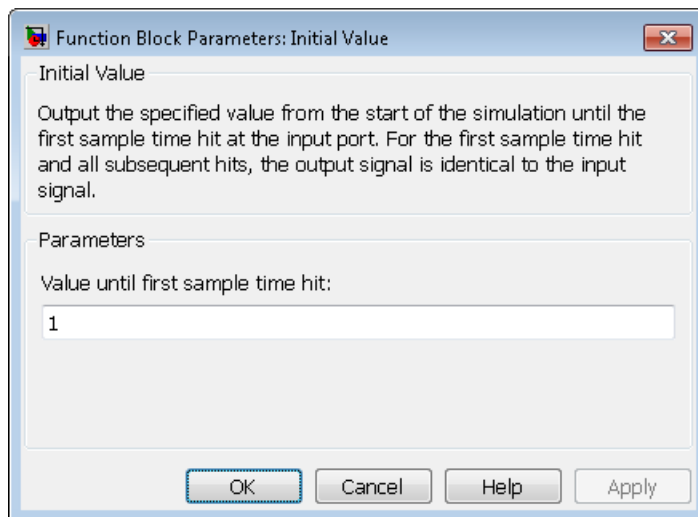 Function Block Parameters: Initial Value
Initial Value
Output the specified value from the start of the simulation until the
first sample time hit at the input port. For the first sample time hit
and all subsequent hits, the output signal is identical to the input
signal.
Parameters
Value until first sample time hit:
1
OK Cancel Help Apply